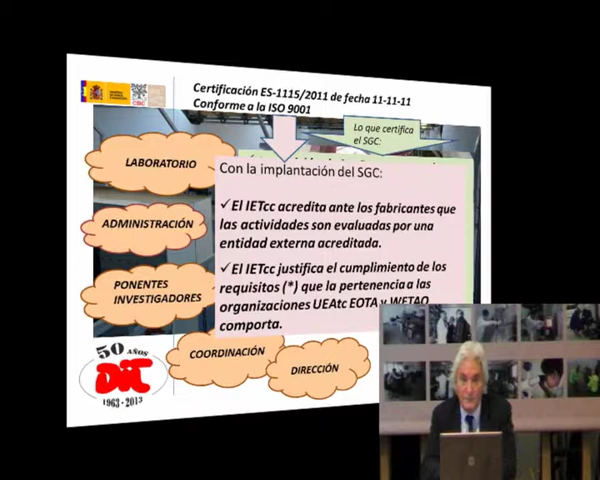 Certificación ES-1115/2011 de fecha 11-11-11
Conforme a la ISO 9001
Lo que certifica
el SGC:
LABORATORIO
Con la implantación del SGC:
ADMINISTRACIÓN
✓El IETcc acredita ante los fabricantes que
las actividades son evaluadas por una
entidad externa acreditada.
✓El IETcc justifica el cumplimiento de los
requisitos (*) que la pertenencia a las
organizaciones UEAtc EOTA y WFTAO
comporta.
PONENTES
INVESTIGADORES
COORDINACIÓN
DIRECCIÓN
50 AÑOS
DIT
1963-2013
CSIC